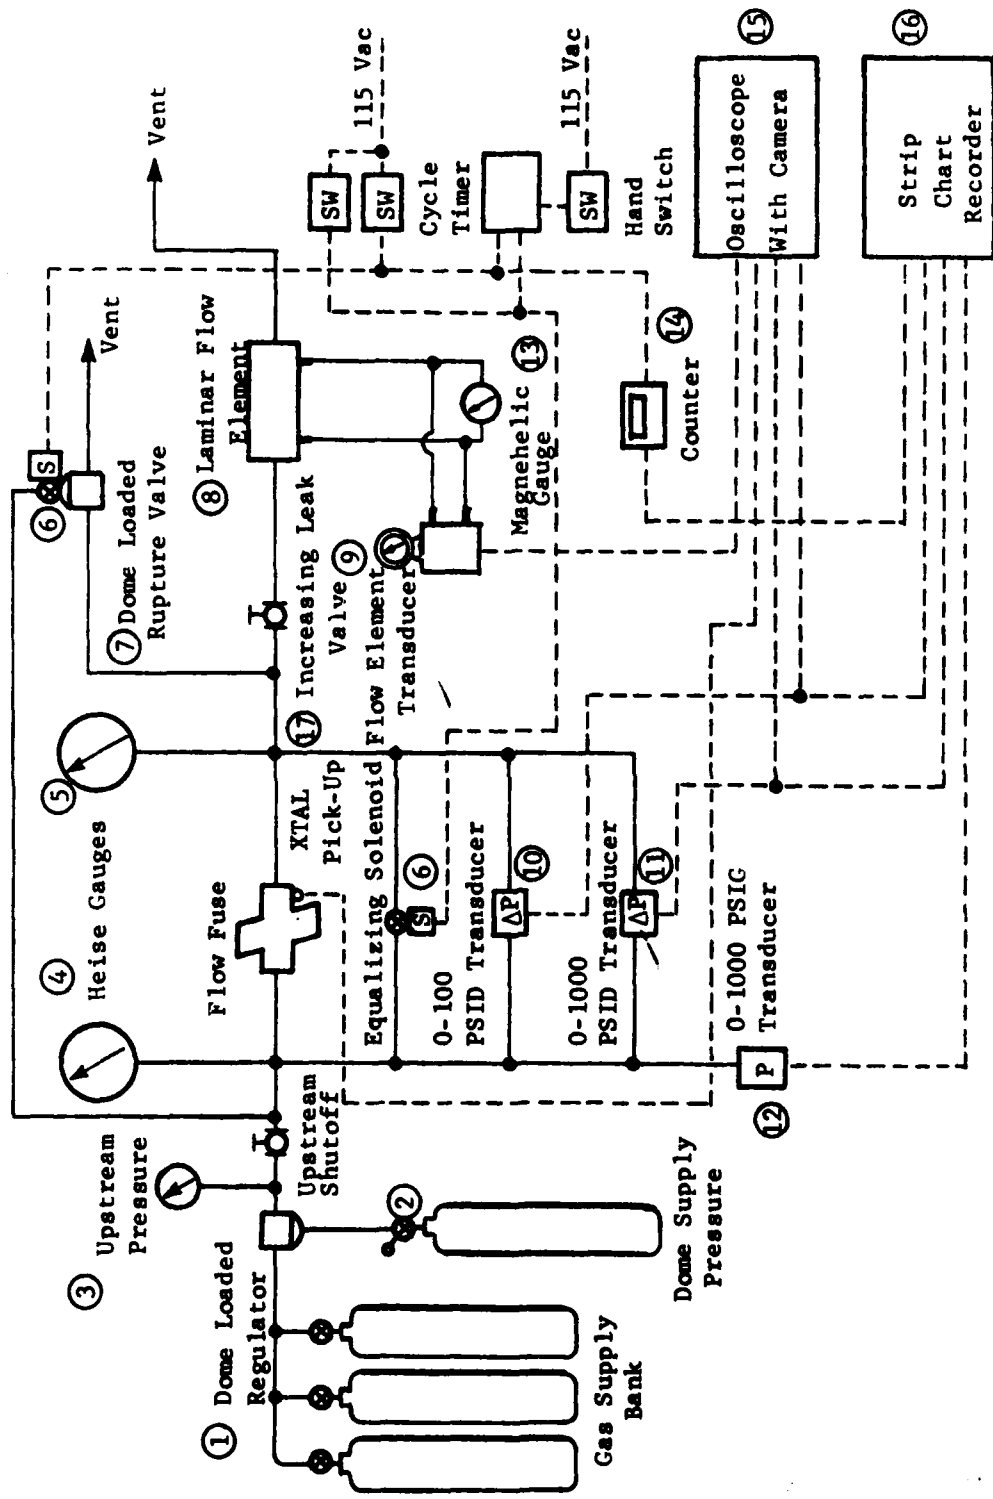 ③ Upstream
Pressure
④ Heise Gauges ⑤
⑥
S
⑦ Dome Loaded
Rupture Valve
Vent
Vent
① Dome Loaded
Regulator
Upstream
Shutoff
Flow Fuse
XTAL
Pick-Up
⑰ Increasing Leak
Valve
⑧ Laminar Flow
Element
②
Dome Supply
Pressure
Gas Supply
Bank
Equalizing Solenoid
⑥
S
0-100
PSID Transducer
⑩
ΔP
0-1000
PSID Transducer
⑪
ΔP
0-1000 PSIG
Transducer
P
⑫
⑨
Flow Element
Transducer
Magnehelic
Gauge
⑬
SW
SW
115 Vac
Cycle
Timer
SW
115 Vac
Hand
Switch
⑭
Counter
Oscilloscope
With Camera
⑮
Strip
Chart
Recorder
⑯